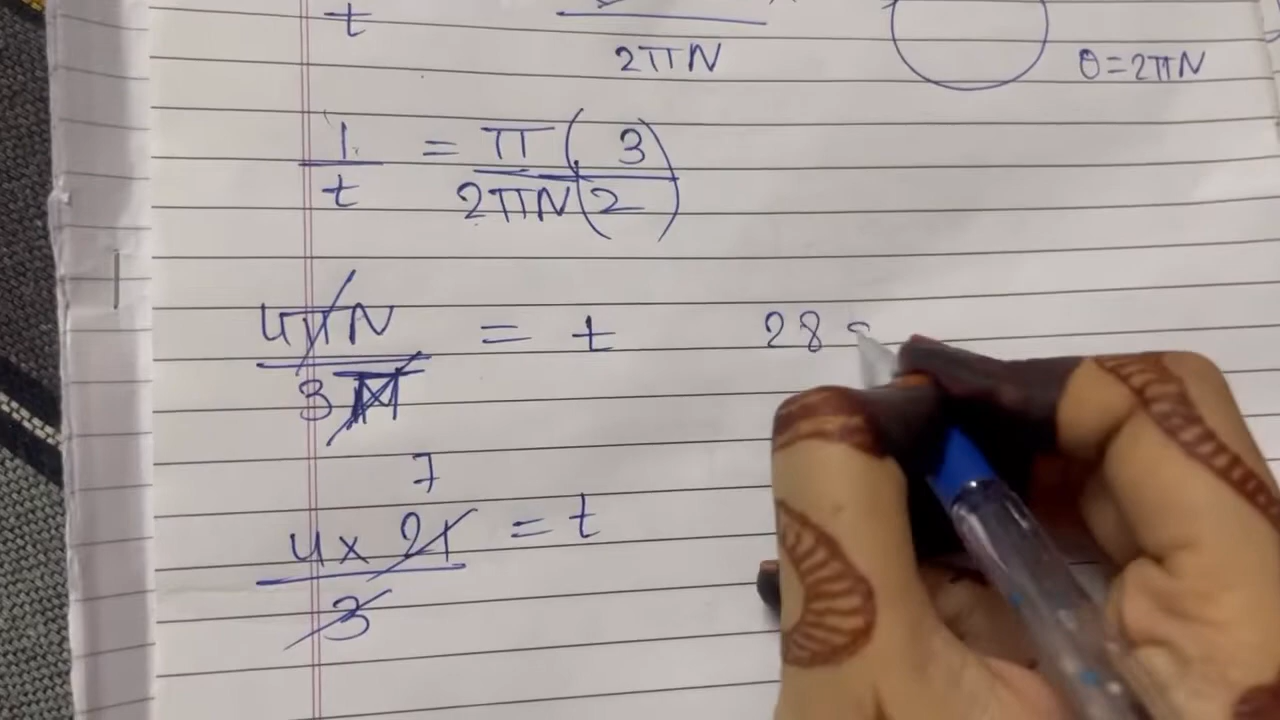 t
2πN
θ=2πN
1/t = π(3)/2πN(2)
4πN/3π = t
28 s
7
4 x 21/3 = t